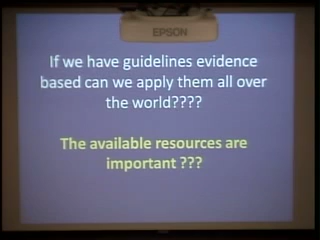 EPSON
If we have guidelines evidence
based can we apply them all over
the world????
The available resources are
important ???